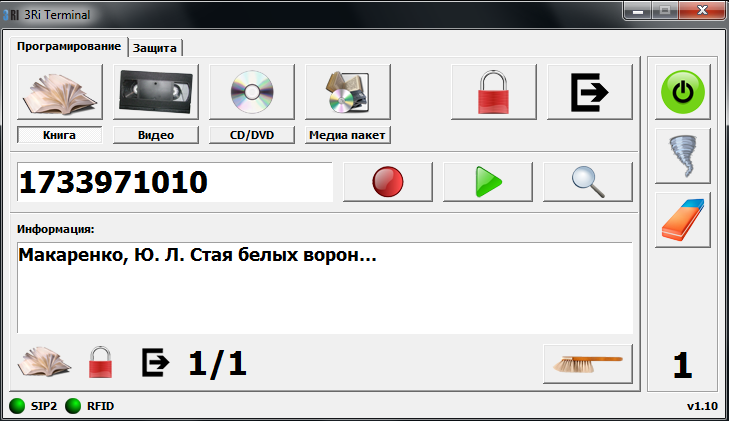 3Ri 3Ri Terminal
Програмирование Защита
Книга Видео CD/DVD Медиа пакет
1733971010
Информация:
Макаренко, Ю. Л. Стая белых ворон...
1/1
1
SIP2 RFID v1.10